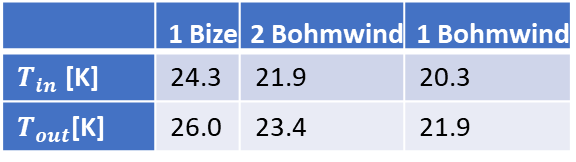 1 Bize 2 Bohmwind 1 Bohmwind
T_in [K] 24.3 21.9 20.3
T_out[K] 26.0 23.4 21.9